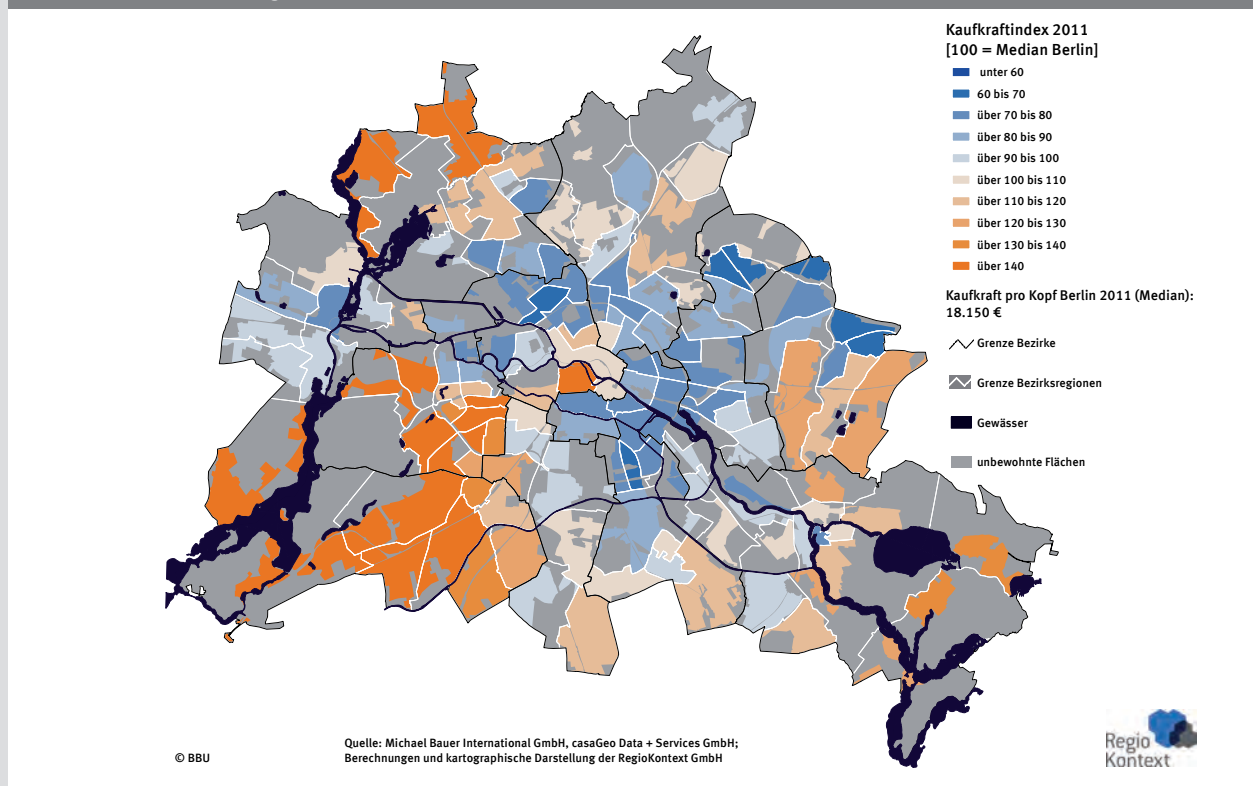 Kaufkraftindex 2011
[100 = Median Berlin]
unter 60
60 bis 70
über 70 bis 80
über 80 bis 90
über 90 bis 100
über 100 bis 110
über 110 bis 120
über 120 bis 130
über 130 bis 140
über 140
Kaufkraft pro Kopf Berlin 2011 (Median):
18.150 €
Grenze Bezirke
Grenze Bezirksregionen
Gewässer
unbewohnte Flächen
© BBU
Quelle: Michael Bauer International GmbH, casaGeo Data + Services GmbH;
Berechnungen und kartographische Darstellung der RegioKontext GmbH
Regio
Kontext